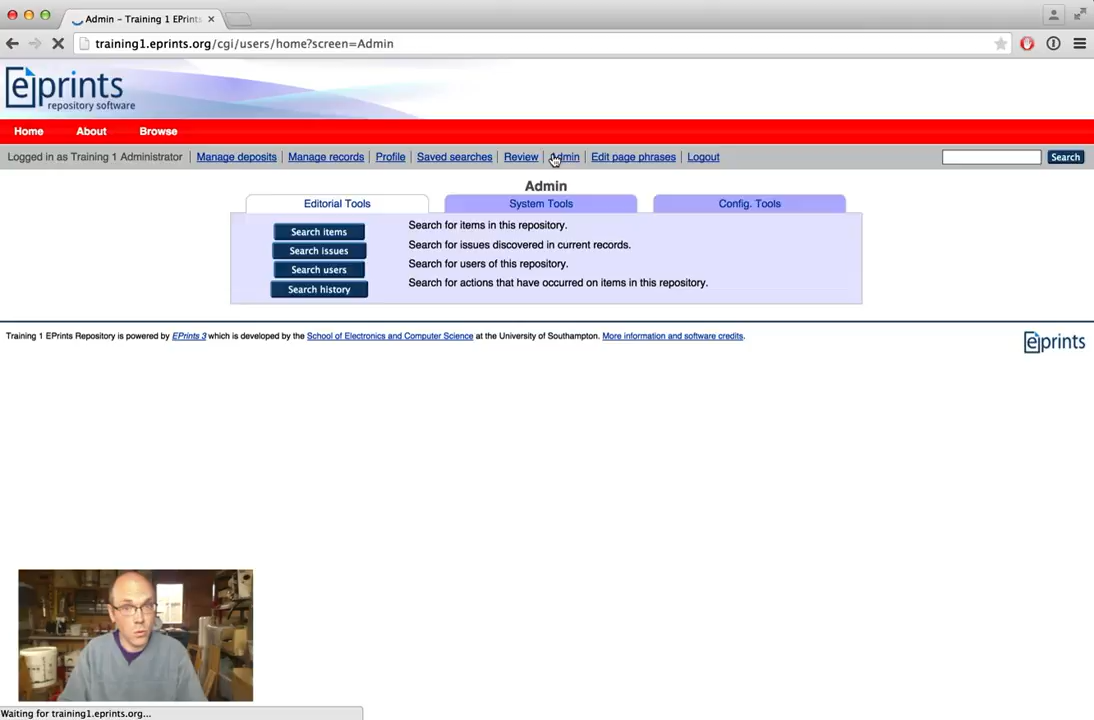 Admin – Training 1 EPrints
training1.eprints.org/cgi/users/home?screen=Admin
eprints
repository software
Home About Browse
Logged in as Training 1 Administrator | Manage deposits | Manage records | Profile | Saved searches | Review | Admin | Edit page phrases | Logout Search
Admin
Editorial Tools System Tools Config. Tools
Search items Search for items in this repository.
Search issues Search for issues discovered in current records.
Search users Search for users of this repository.
Search history Search for actions that have occurred on items in this repository.
Training 1 EPrints Repository is powered by EPrints 3 which is developed by the School of Electronics and Computer Science at the University of Southampton. More information and software credits.
eprints
Waiting for training1.eprints.org...